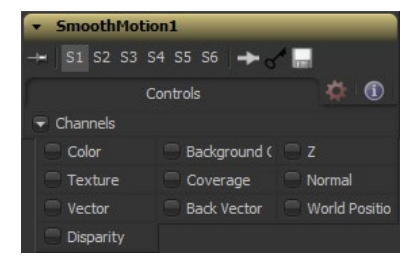 SmoothMotion1
S1 S2 S3 S4 S5 S6
Controls
Channels
Color Background ( Z
Texture Coverage Normal
Vector Back Vector World Positio
Disparity